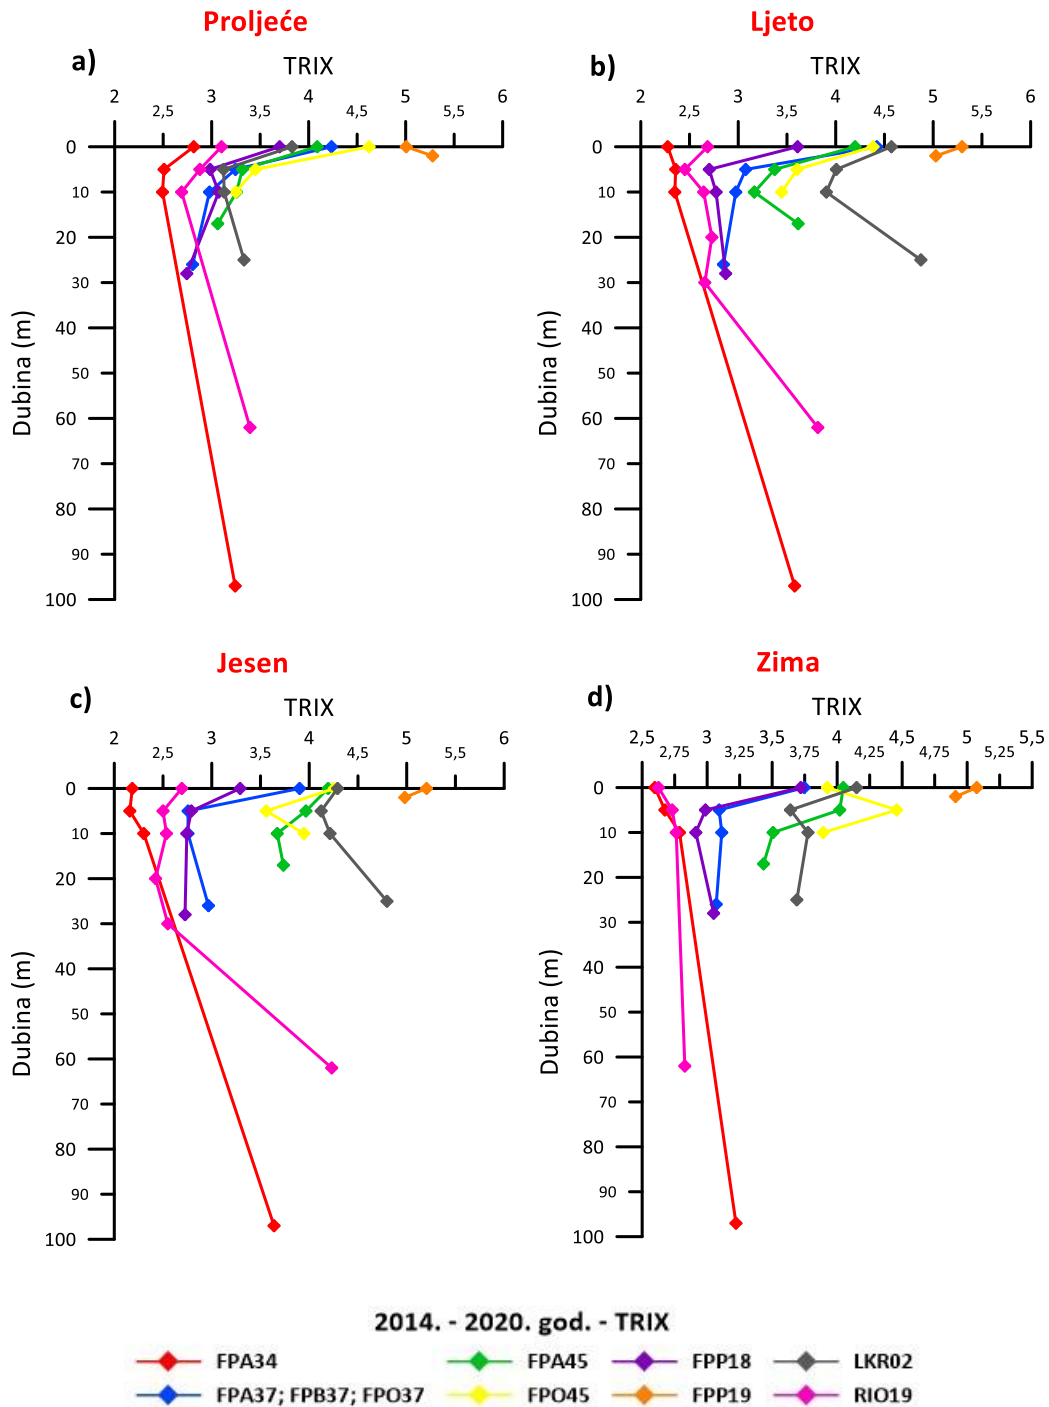 Proljeće
Ljeto
a)
TRIX
b)
TRIX
2 3 4 5 6
2,5 3,5 4,5 5,5
2 3 4 5 6
2,5 3,5 4,5 5,5
0
10
20
30
40
50
60
70
80
90
100
Dubina (m)
0
10
20
30
40
50
60
70
80
90
100
Dubina (m)
Jesen
Zima
c)
TRIX
d)
TRIX
2 3 4 5 6
2,5 3,5 4,5 5,5
2,5 3 3,5 4 4,5 5 5,5
2,75 3,25 3,75 4,25 4,75 5,25
0
10
20
30
40
50
60
70
80
90
100
Dubina (m)
0
10
20
30
40
50
60
70
80
90
100
Dubina (m)
2014. - 2020. god. - TRIX
FPA34 FPA45 FPP18 LKR02
FPA37; FPB37; FPO37 FPO45 FPP19 RIO19